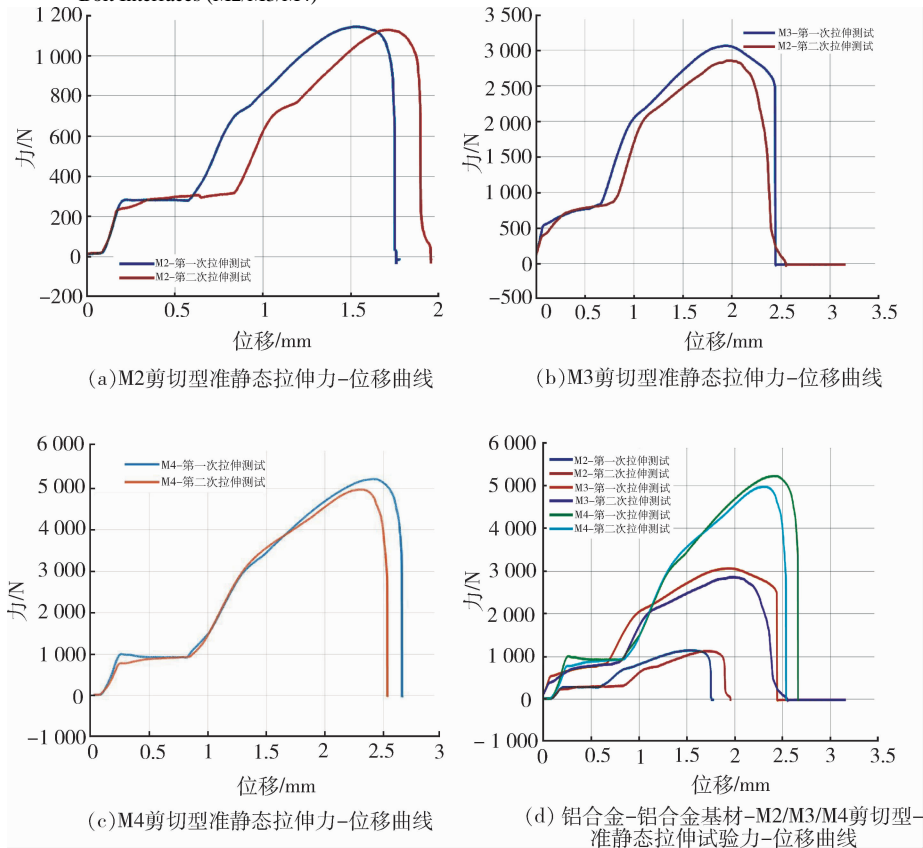 1 200
1 000
800
600
400
200
0
-200
力/N
0
0.5
1.0
1.5
2.0
位移/mm
M2-第一次拉伸测试
M2-第二次拉伸测试
(a)M2剪切型准静态拉伸力-位移曲线
3 500
3 000
2 500
2 000
1 500
1 000
500
0
-500
力/N
0
0.5
1
1.5
2
2.5
3
3.5
位移/mm
M3-第一次拉伸测试
M2-第二次拉伸测试
(b)M3剪切型准静态拉伸力-位移曲线
6 000
5 000
4 000
3 000
2 000
1 000
0
-1 000
力/N
0
0.5
1
1.5
2
2.5
3
位移/mm
M4-第一次拉伸测试
M4-第二次拉伸测试
(c)M4剪切型准静态拉伸力-位移曲线
6 000
5 000
4 000
3 000
2 000
1 000
0
-1 000
力/N
0
0.5
1
1.5
2
2.5
3
3.5
位移/mm
M2-第一次拉伸测试
M2-第二次拉伸测试
M3-第一次拉伸测试
M3-第二次拉伸测试
M4-第一次拉伸测试
M4-第二次拉伸测试
(d) 铝合金-铝合金基材-M2/M3/M4剪切型-
准静态拉伸试验力-位移曲线